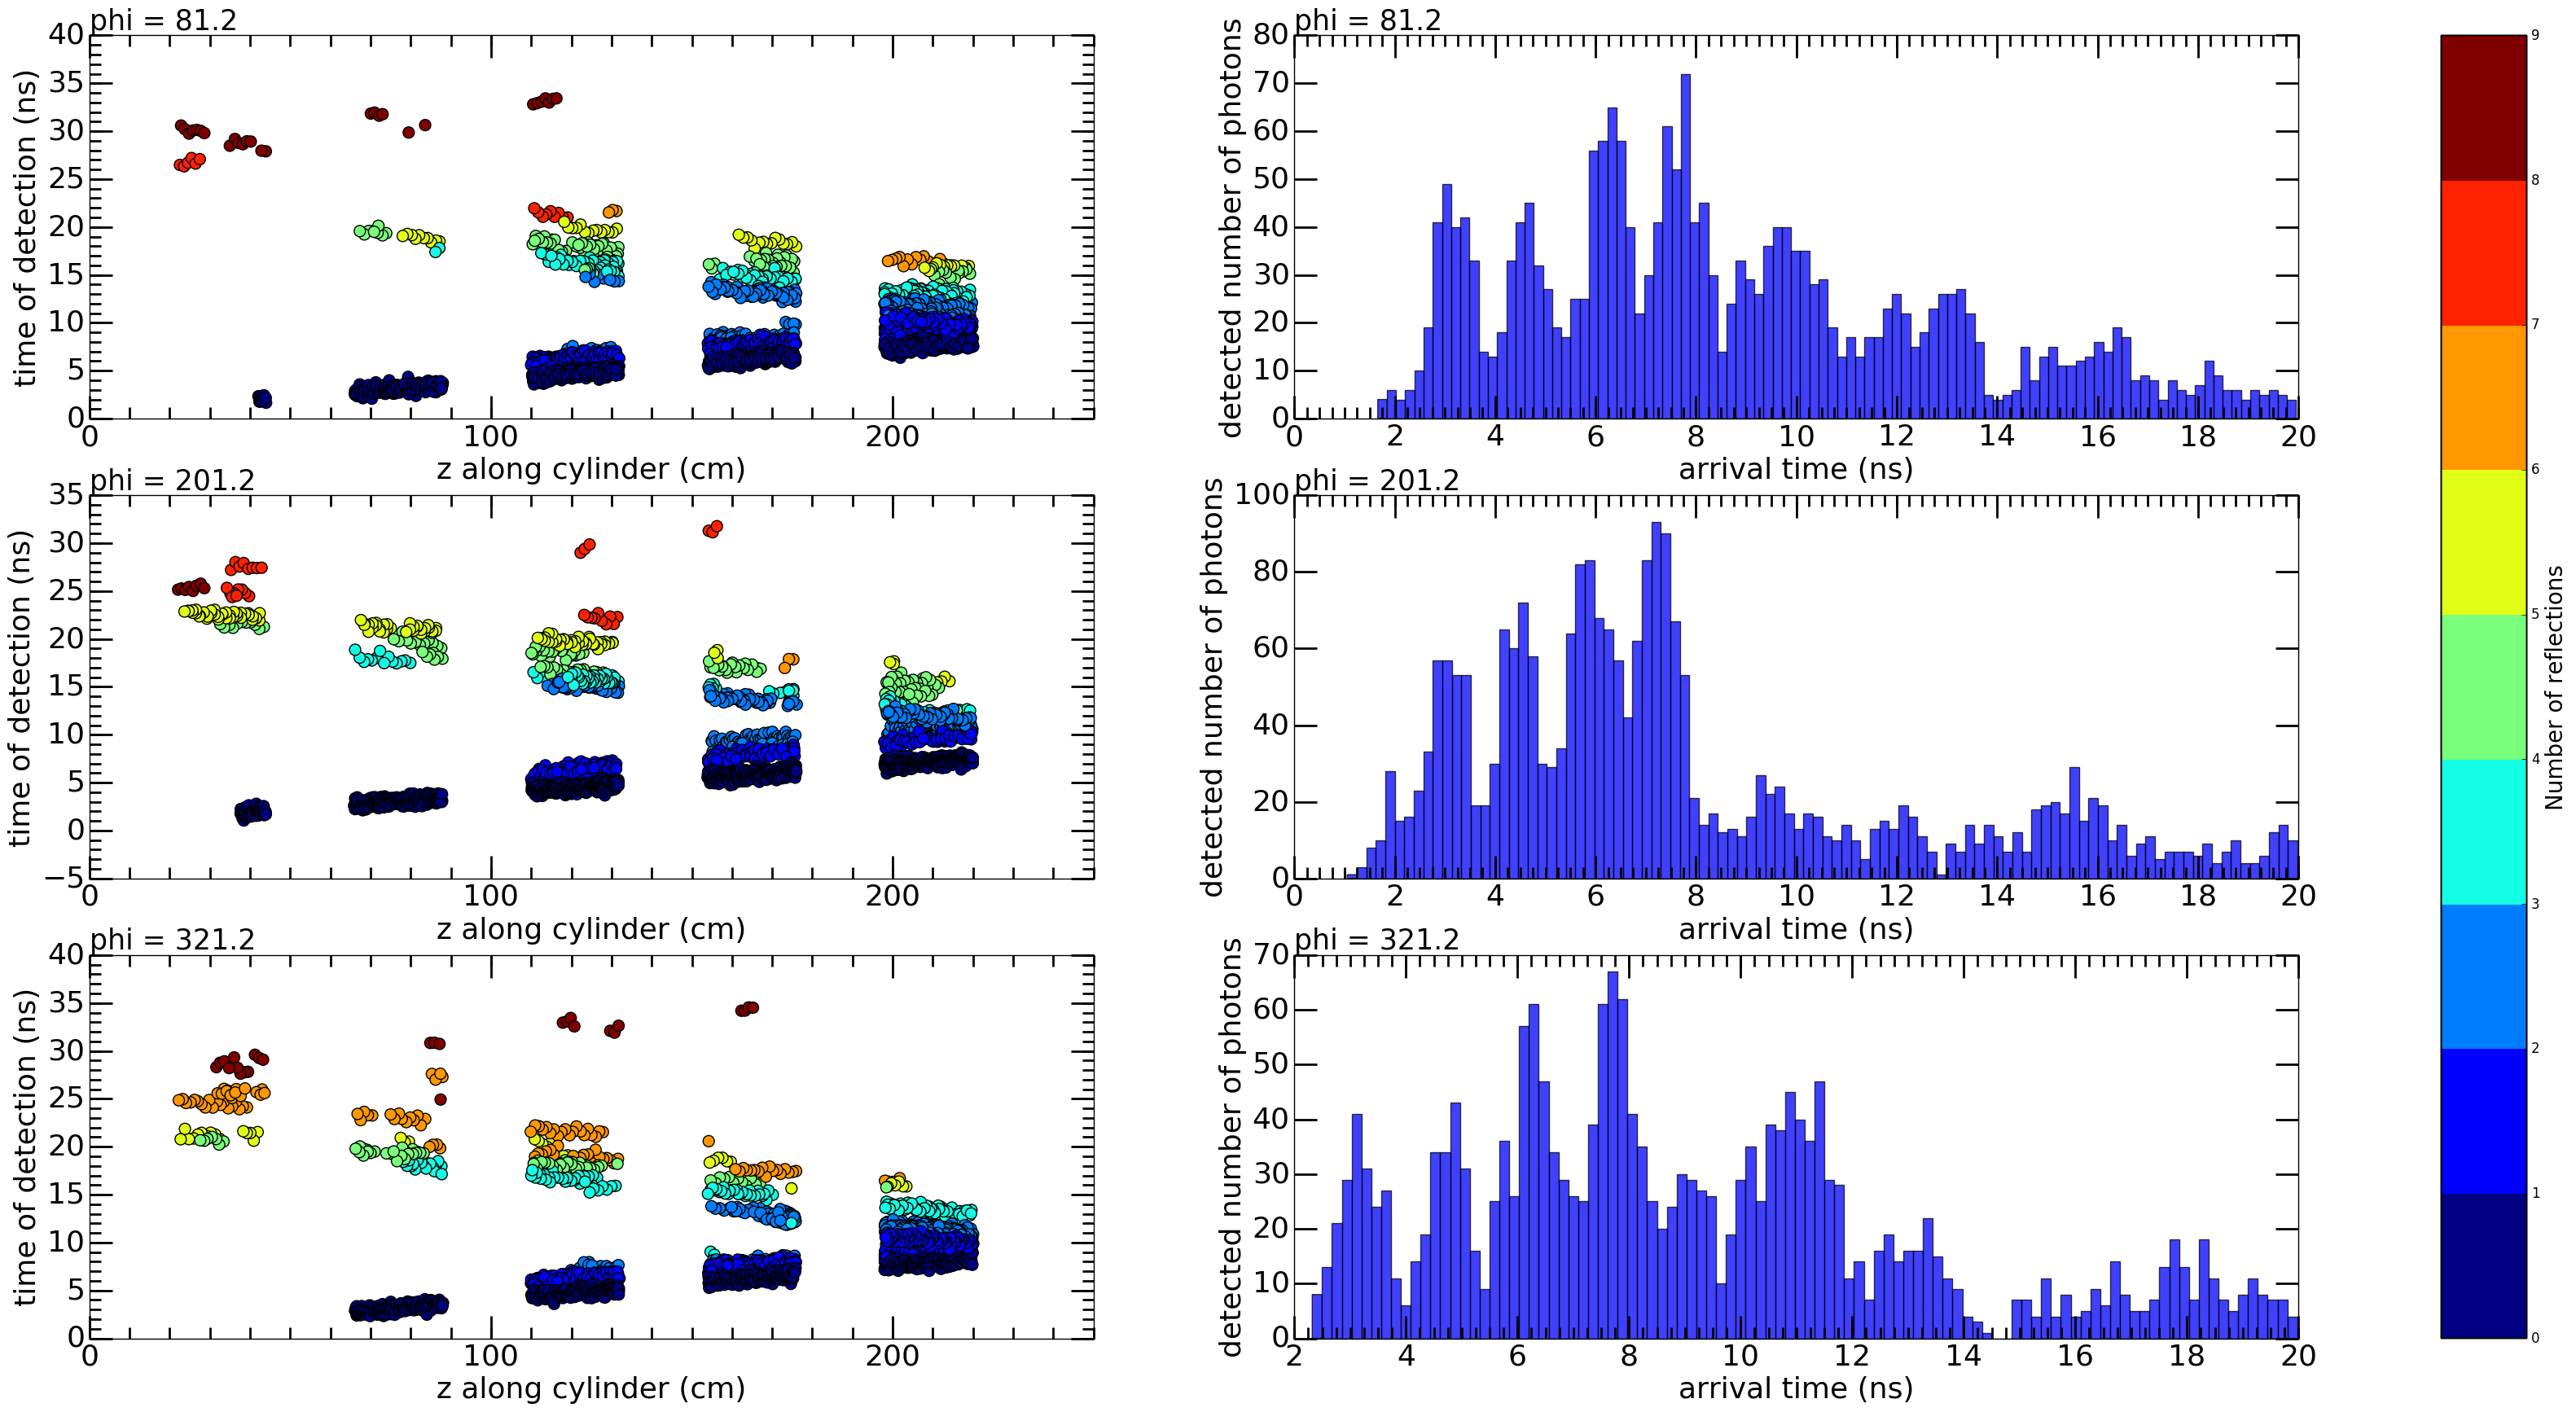 phi = 81.2
time of detection (ns)
40
35
30
25
20
15
10
5
0
0 100 200
z along cylinder (cm)
phi = 81.2
detected number of photons
80
70
60
50
40
30
20
10
0
0 2 4 6 8 10 12 14 16 18 20
arrival time (ns)
phi = 201.2
time of detection (ns)
35
30
25
20
15
10
5
0
−5
0 100 200
z along cylinder (cm)
phi = 201.2
detected number of photons
100
80
60
40
20
0
0 2 4 6 8 10 12 14 16 18 20
arrival time (ns)
phi = 321.2
time of detection (ns)
40
35
30
25
20
15
10
5
0
0 100 200
z along cylinder (cm)
phi = 321.2
detected number of photons
70
60
50
40
30
20
10
0
2 4 6 8 10 12 14 16 18 20
arrival time (ns)
9
8
7
6
5
4
3
2
1
0
Number of reflections